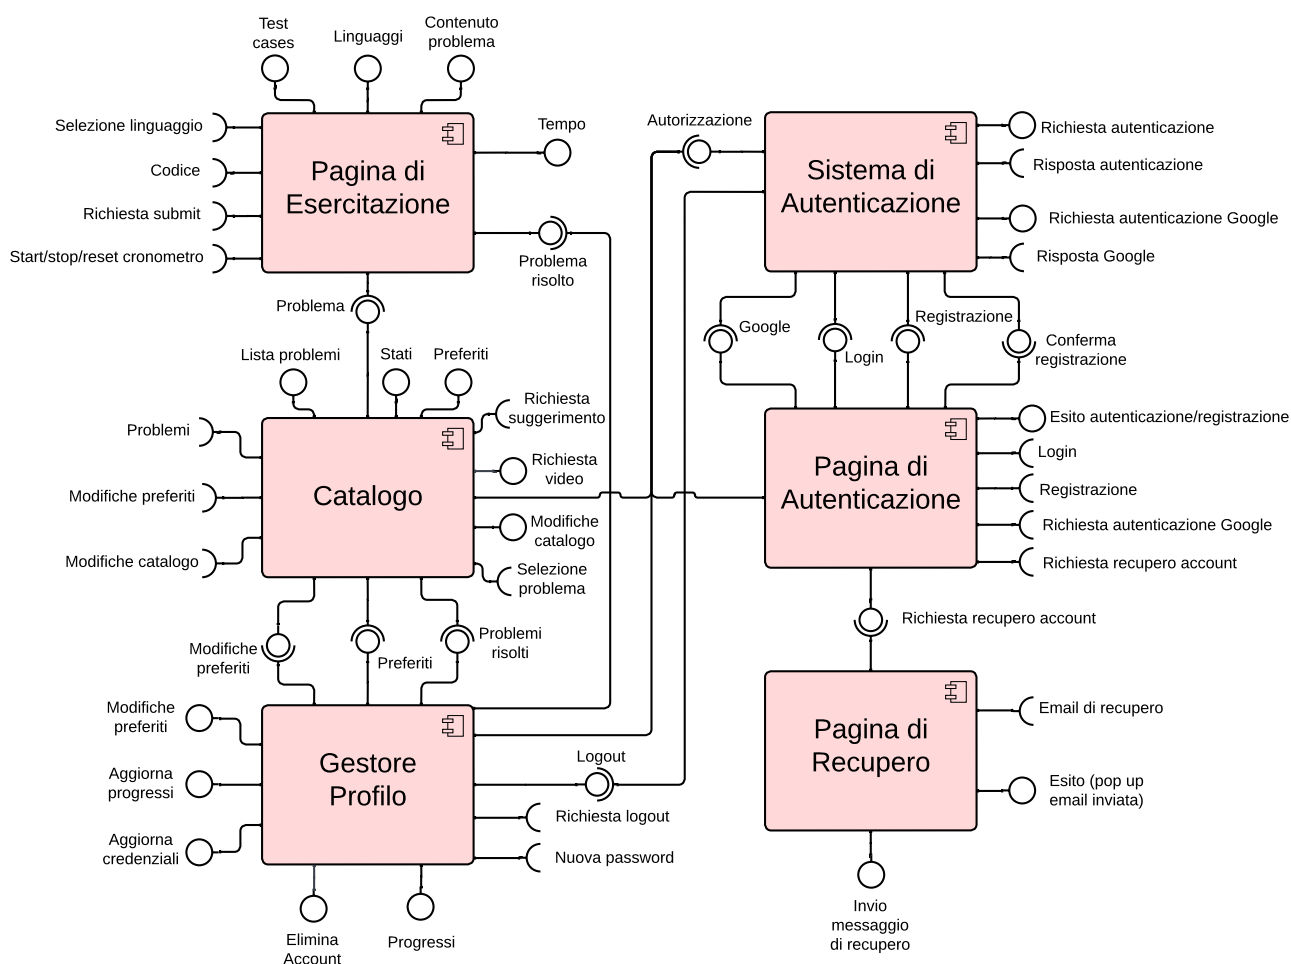 Test
cases
Linguaggi
Contenuto
problema
Selezione linguaggio
Codice
Richiesta submit
Start/stop/reset cronometro
Pagina di
Esercitazione
Tempo
Problema
risolto
Autorizzazione
Sistema di
Autenticazione
Richiesta autenticazione
Risposta autenticazione
Richiesta autenticazione Google
Risposta Google
Problema
Google
Login
Registrazione
Conferma
registrazione
Lista problemi
Stati
Preferiti
Problemi
Modifiche preferiti
Modifiche catalogo
Catalogo
Richiesta
suggerimento
Richiesta
video
Modifiche
catalogo
Selezione
problema
Pagina di
Autenticazione
Esito autenticazione/registrazione
Login
Registrazione
Richiesta autenticazione Google
Richiesta recupero account
Modifiche
preferiti
Preferiti
Problemi
risolti
Richiesta recupero account
Modifiche
preferiti
Aggiorna
progressi
Aggiorna
credenziali
Gestore
Profilo
Logout
Richiesta logout
Nuova password
Elimina
Account
Progressi
Pagina di
Recupero
Email di recupero
Esito (pop up
email inviata)
Invio
messaggio
di recupero